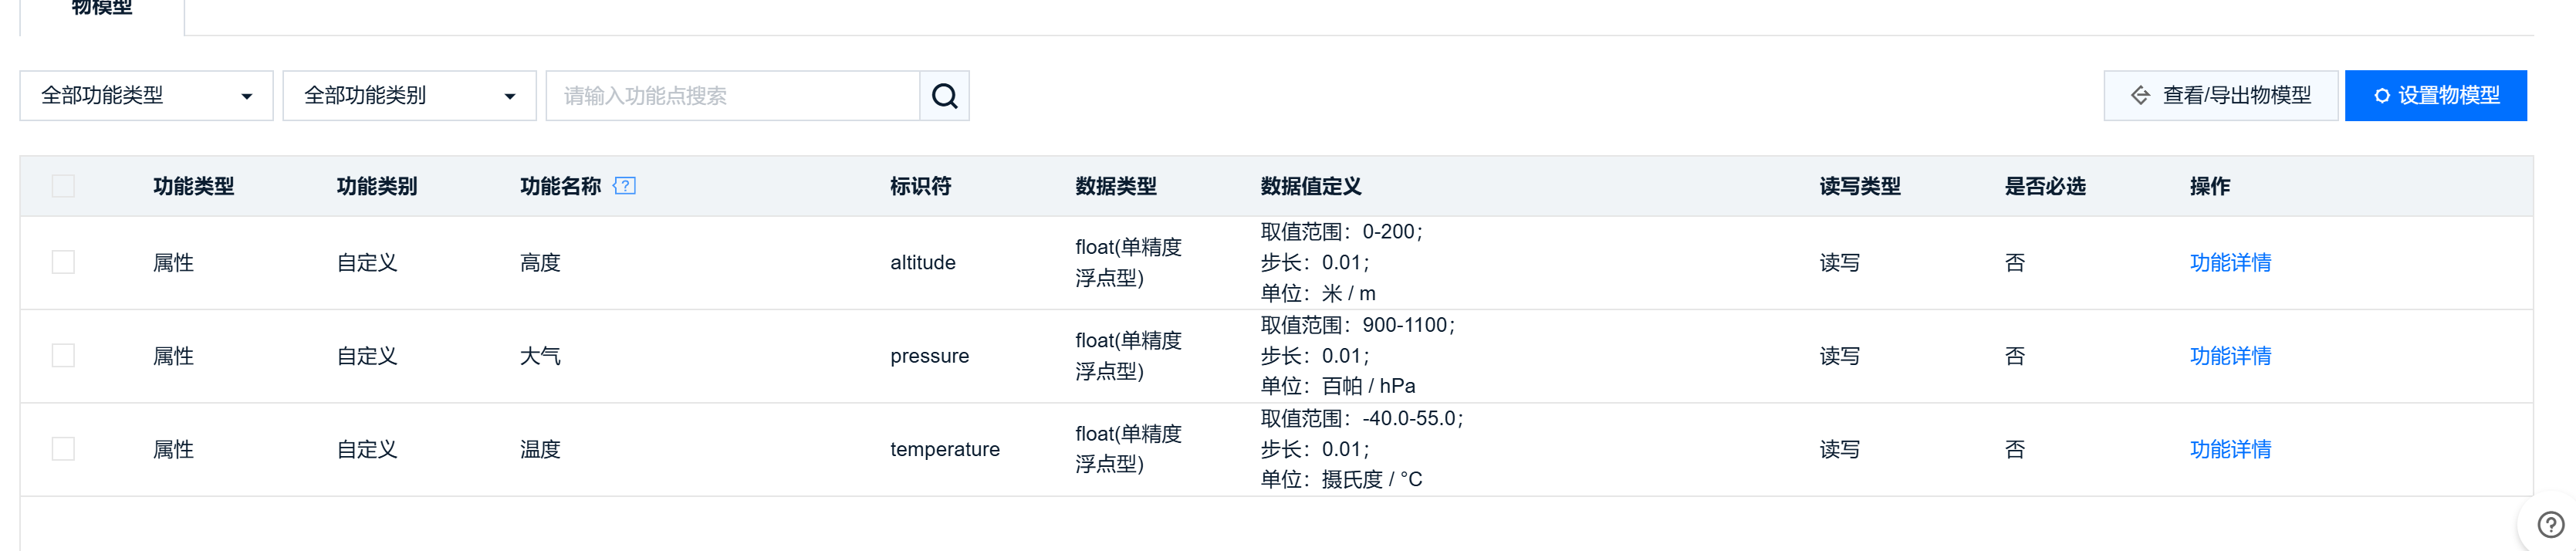 物模型
全部功能类型
全部功能类别
请输入功能点搜索
查看/导出物模型
设置物模型
功能类型
功能类别
功能名称
标识符
数据类型
数据值定义
读写类型
是否必选
操作
属性
自定义
高度
altitude
float(单精度
浮点型)
取值范围：0-200；
步长：0.01；
单位：米 / m
读写
否
功能详情
属性
自定义
大气
pressure
float(单精度
浮点型)
取值范围：900-1100；
步长：0.01；
单位：百帕 / hPa
读写
否
功能详情
属性
自定义
温度
temperature
float(单精度
浮点型)
取值范围：-40.0-55.0；
步长：0.01；
单位：摄氏度 / °C
读写
否
功能详情